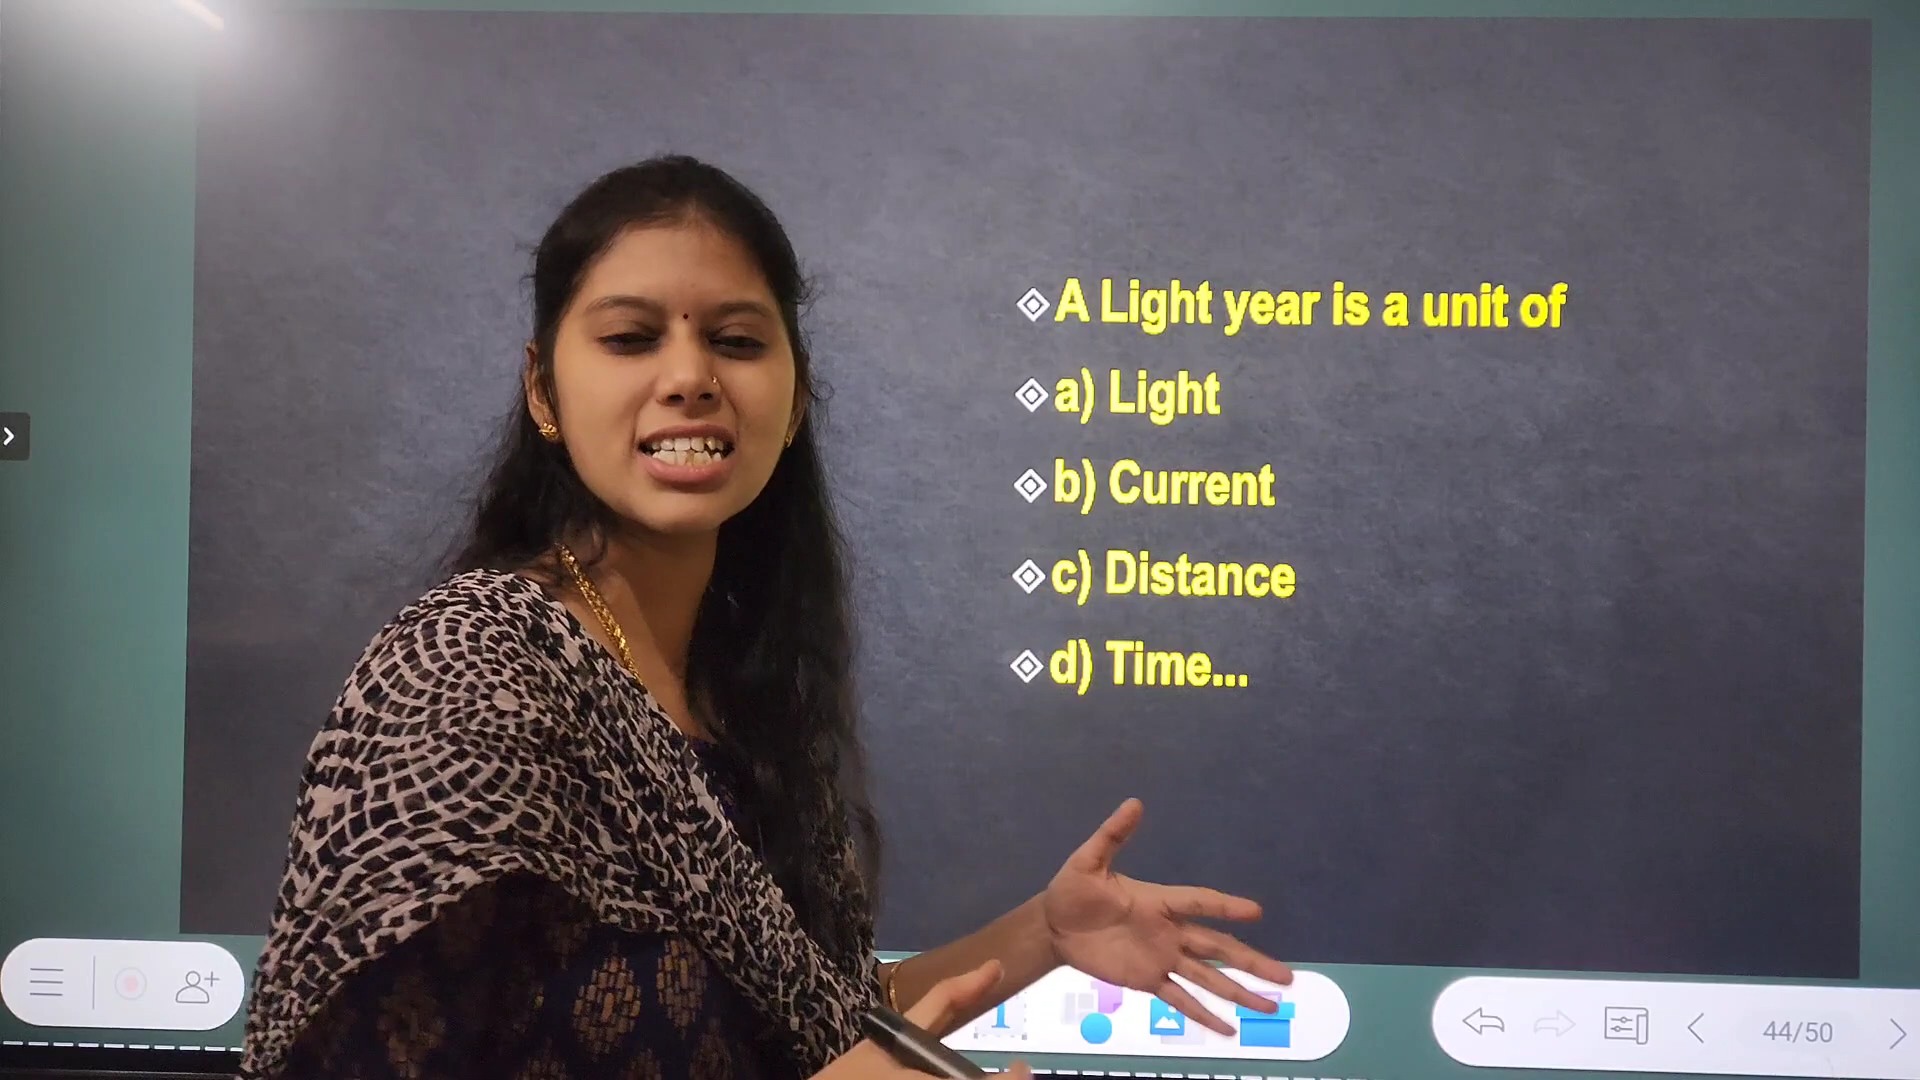 A Light year is a unit of
a) Light
b) Current
c) Distance
d) Time...
44/50